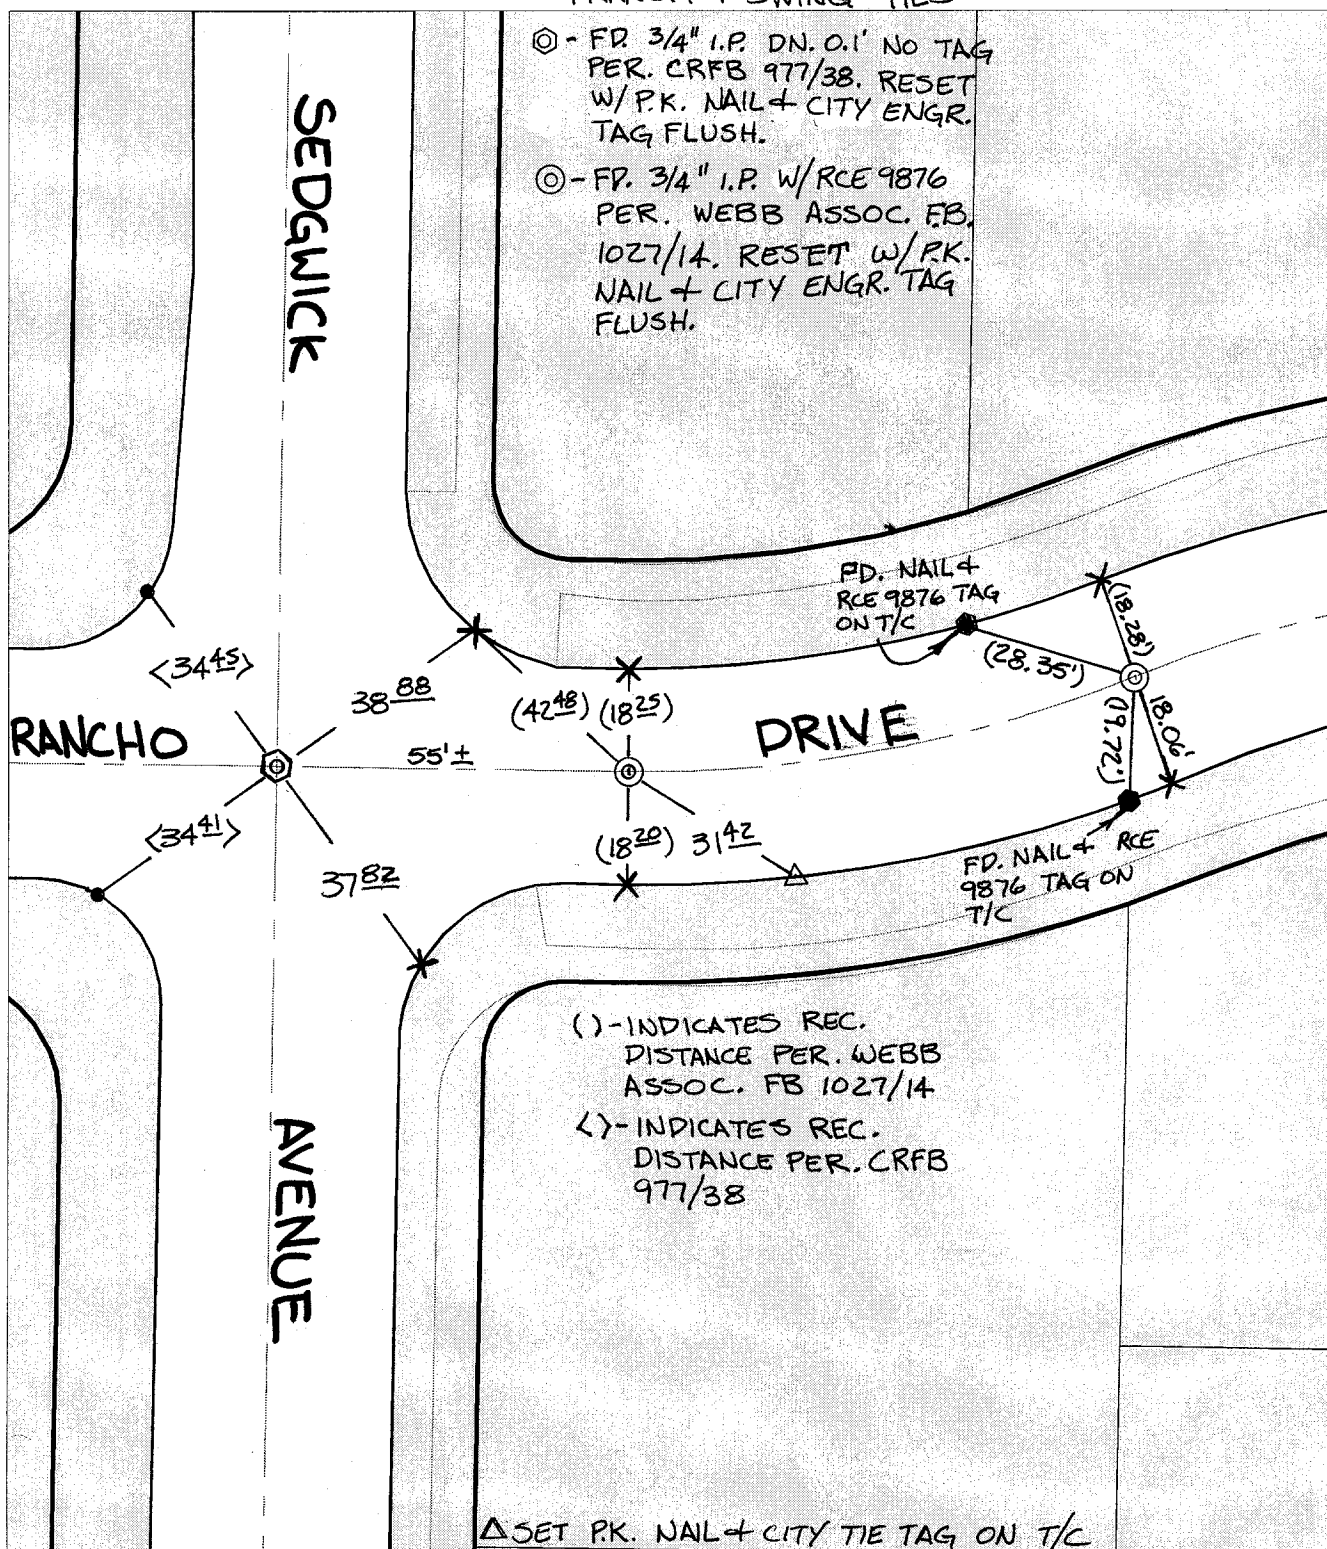 ⌬ - FD. 3/4" I.P. DN. 0.1' NO TAG
PER. CRFB 977/38. RESET
W/ P.K. NAIL & CITY ENGR.
TAG FLUSH.
◎ - FD. 3/4" I.P. W/ RCE 9876
PER. WEBB ASSOC. F.B.
1027/14. RESET W/ P.K.
NAIL & CITY ENGR. TAG
FLUSH.
SEDGWICK
FD. NAIL &
RCE 9876 TAG
ON T/C
(18.28')
(28.35')
<34 45>
38 88
(42 48)
(18 25)
RANCHO
DRIVE
55'±
(19.72')
18.06'
<34 41>
(18 20)
31 42
37 82
FD. NAIL & RCE
9876 TAG ON
T/C
( ) - INDICATES REC.
DISTANCE PER. WEBB
ASSOC. FB 1027/14
< > - INDICATES REC.
DISTANCE PER. CRFB
977/38
AVENUE
△ SET P.K. NAIL & CITY TIE TAG ON T/C